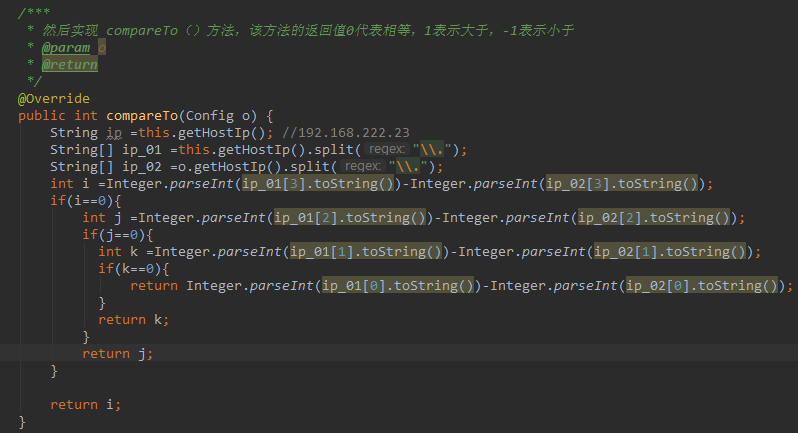 /***
 * 然后实现 compareTo（）方法，该方法的返回值0代表相等，1表示大于，-1表示小于
 * @param o
 * @return
 */
@Override
public int compareTo(Config o) {
    String ip =this.getHostIp(); //192.168.222.23
    String[] ip_01 =this.getHostIp().split( regex: "\\.");
    String[] ip_02 =o.getHostIp().split( regex: "\\.");
    int i =Integer.parseInt(ip_01[3].toString())-Integer.parseInt(ip_02[3].toString());
    if(i==0){
        int j =Integer.parseInt(ip_01[2].toString())-Integer.parseInt(ip_02[2].toString());
        if(j==0){
          int k =Integer.parseInt(ip_01[1].toString())-Integer.parseInt(ip_02[1].toString());
          if(k==0){
              return Integer.parseInt(ip_01[0].toString())-Integer.parseInt(ip_02[0].toString());
          }
          return k;
        }
        return j;
    }
    return i;
}